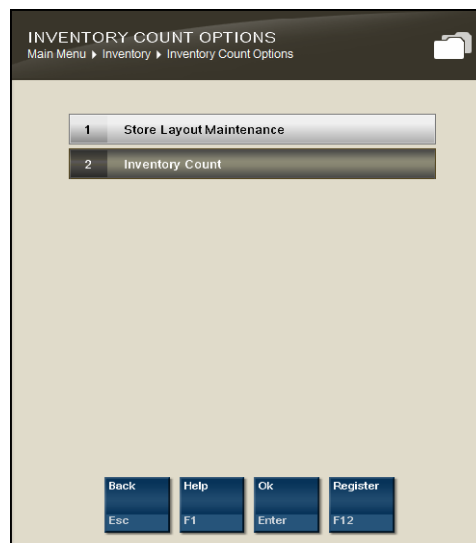 INVENTORY COUNT OPTIONS
Main Menu ▸ Inventory ▸ Inventory Count Options
1 Store Layout Maintenance
2 Inventory Count
Back Help Ok Register
Esc F1 Enter F12